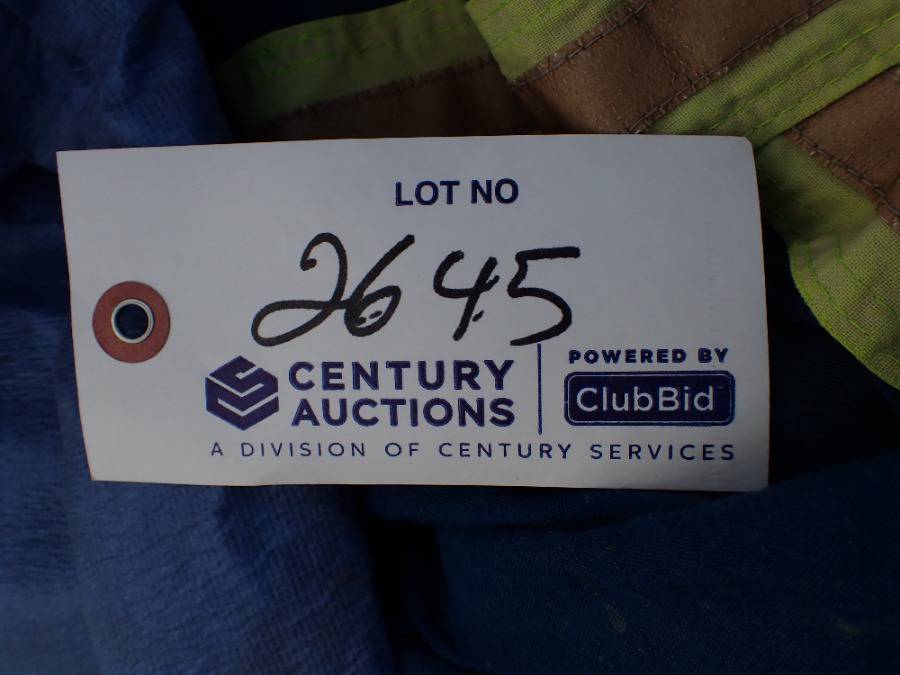 LOT NO
2645
CENTURY
AUCTIONS
POWERED BY
ClubBid
A DIVISION OF CENTURY SERVICES